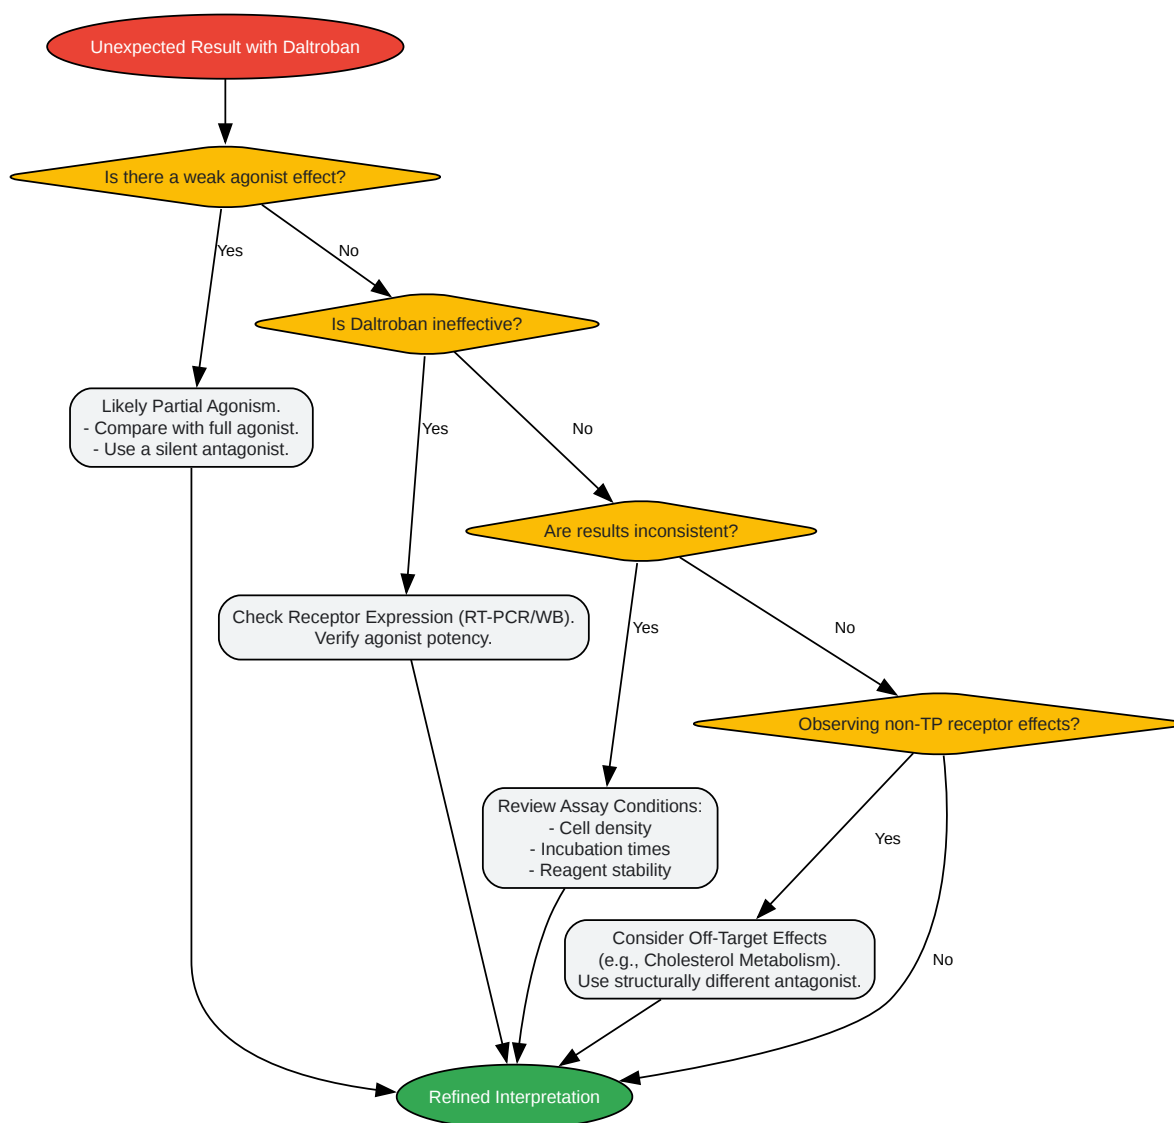 Unexpected Result with Daltroban
Is there a weak agonist effect?
Yes
No
Is Daltroban ineffective?
Likely Partial Agonism.
- Compare with full agonist.
- Use a silent antagonist.
Yes
No
Are results inconsistent?
Check Receptor Expression (RT-PCR/WB).
Verify agonist potency.
Yes
No
Observing non-TP receptor effects?
Review Assay Conditions:
- Cell density
- Incubation times
- Reagent stability
Yes
Consider Off-Target Effects
(e.g., Cholesterol Metabolism).
Use structurally different antagonist.
No
Refined Interpretation